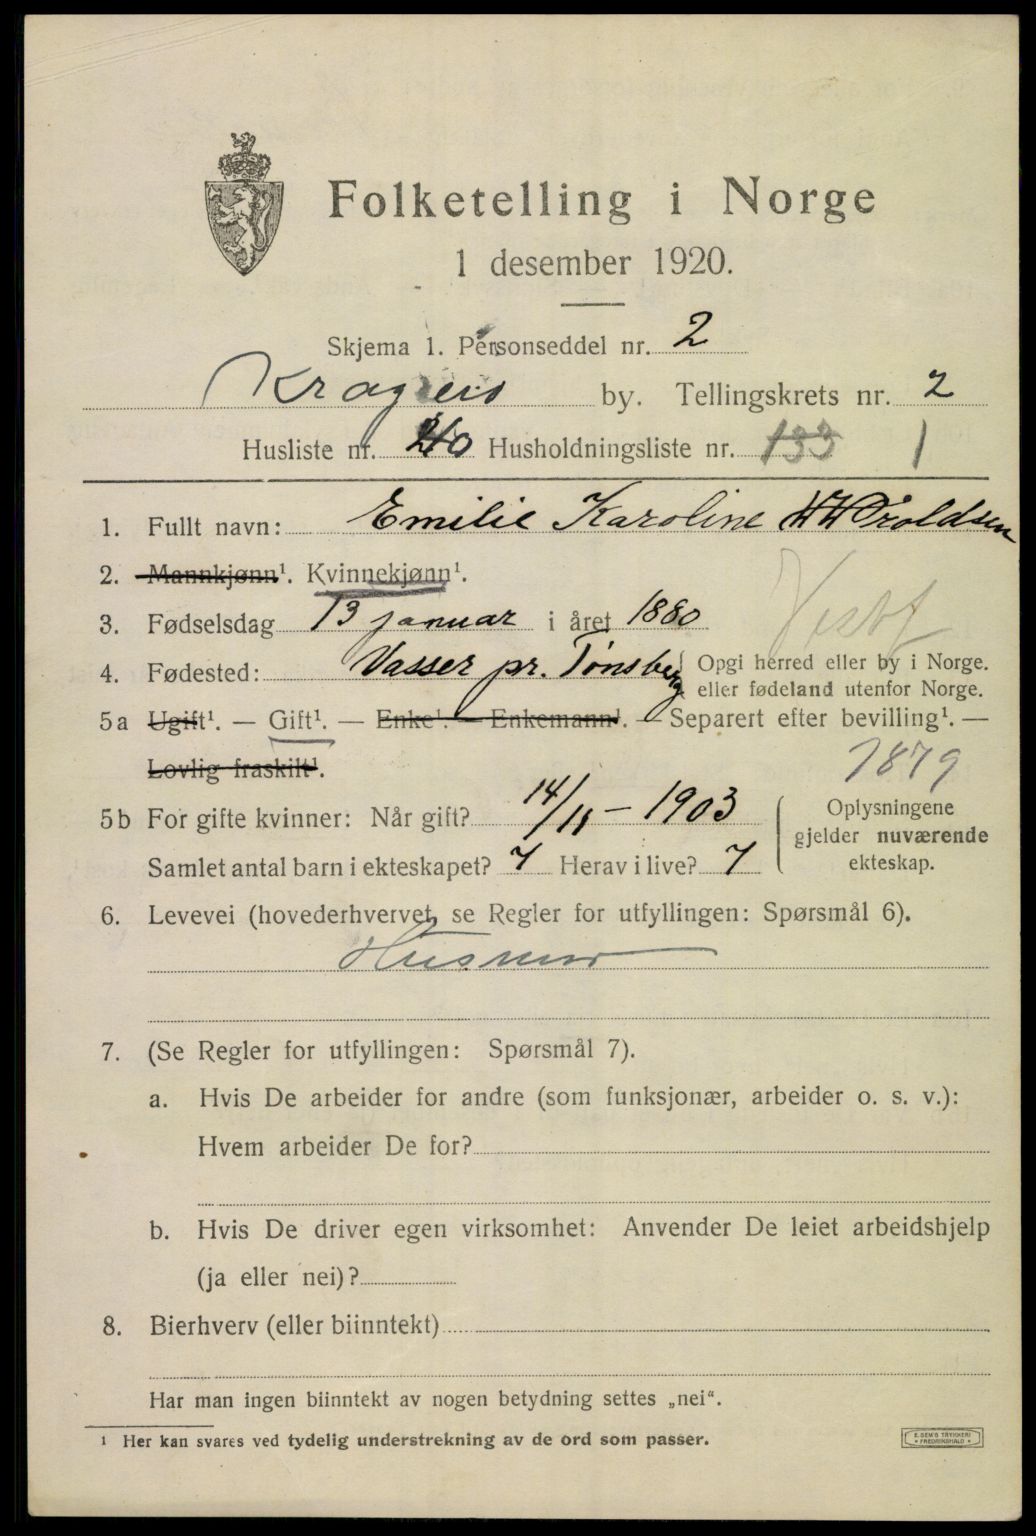 Folketelling i Norge
1 desember 1920.
Skjema 1. Personseddel nr. 2
Kragerø by. Tellingskrets nr. 2
Husliste nr. 40 Husholdningsliste nr. 133 1
1. Fullt navn: Emilie Karoline Troldsen
2. Mannkjønn¹. Kvinnekjønn¹.
3. Fødselsdag 13 januar i året 1880
4. Fødested: Vasser pr. Tønsberg Opgi herred eller by i Norge.
eller fødeland utenfor Norge.
5a Ugift¹. — Gift¹. — Enke¹. — Enkemann¹. — Separert efter bevilling¹. —
Lovlig fraskilt¹.
1879
5b For gifte kvinner: Når gift? 14/11 — 1903 Oplysningene
gjelder nuværende
Samlet antal barn i ekteskapet? 7 Herav i live? 7 ekteskap.
6. Levevei (hovederhvervet, se Regler for utfyllingen: Spørsmål 6).
Husmor
7. (Se Regler for utfyllingen: Spørsmål 7).
a. Hvis De arbeider for andre (som funksjonær, arbeider o. s. v.):
Hvem arbeider De for?
b. Hvis De driver egen virksomhet: Anvender De leiet arbeidshjelp
(ja eller nei)?
8. Bierhverv (eller biinntekt)
Har man ingen biinntekt av nogen betydning settes „nei“.
¹ Her kan svares ved tydelig understrekning av de ord som passer.
E. SEM'S TRYKKERI
• FREDRIKSHALD •